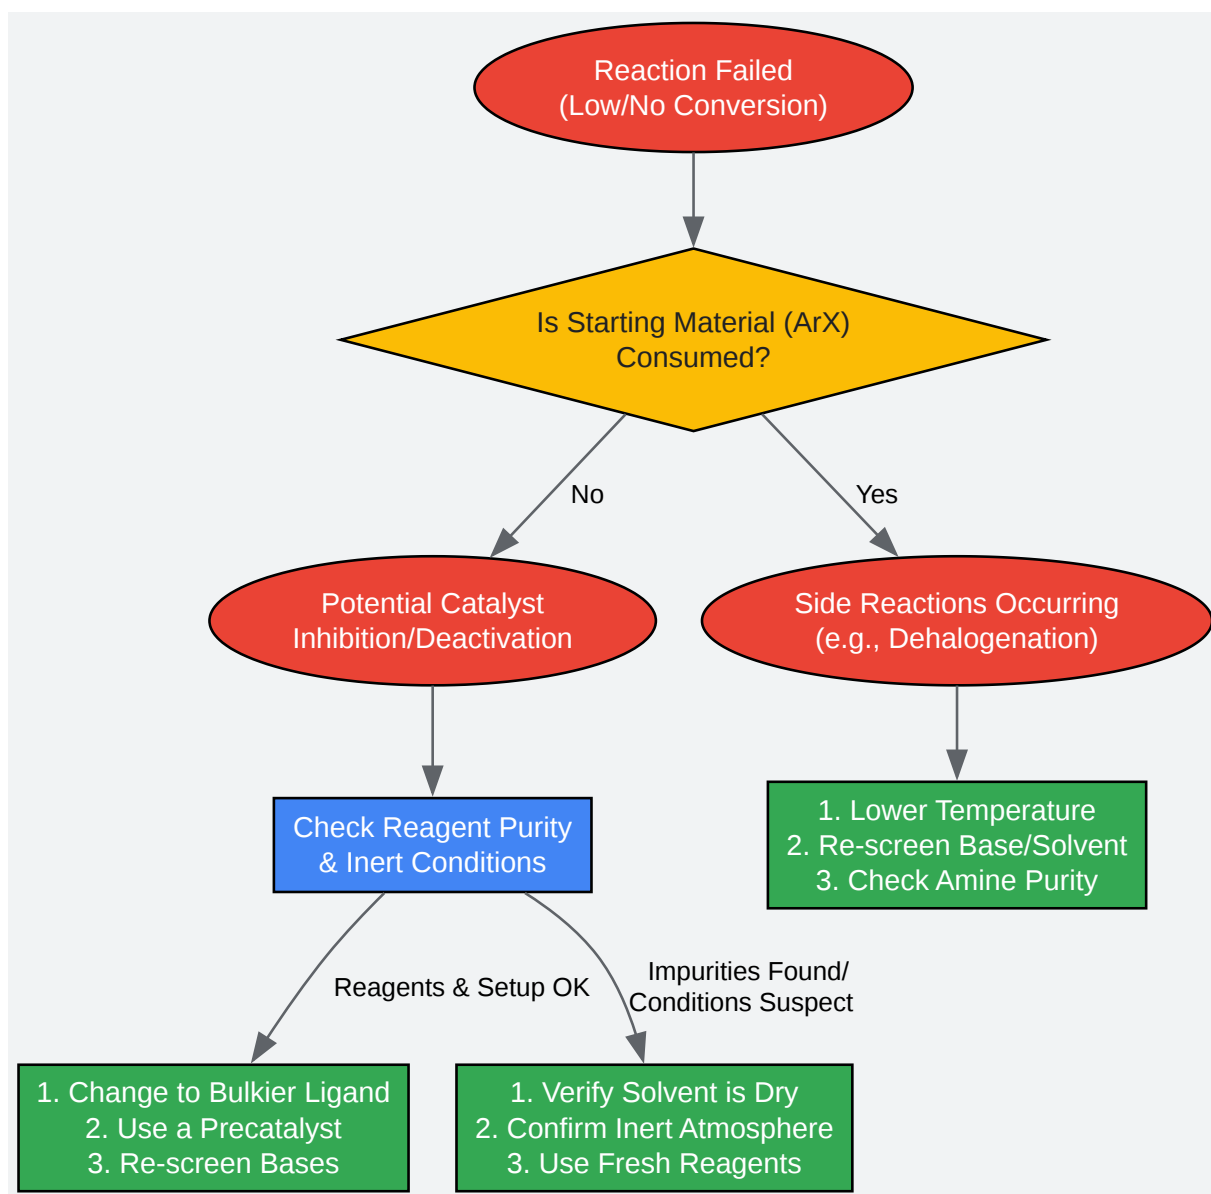 Reaction Failed
(Low/No Conversion)
Is Starting Material (ArX)
Consumed?
No
Yes
Potential Catalyst
Inhibition/Deactivation
Side Reactions Occurring
(e.g., Dehalogenation)
Check Reagent Purity
& Inert Conditions
1. Lower Temperature
2. Re-screen Base/Solvent
3. Check Amine Purity
Reagents & Setup OK
Impurities Found/
Conditions Suspect
1. Change to Bulkier Ligand
2. Use a Precatalyst
3. Re-screen Bases
1. Verify Solvent is Dry
2. Confirm Inert Atmosphere
3. Use Fresh Reagents